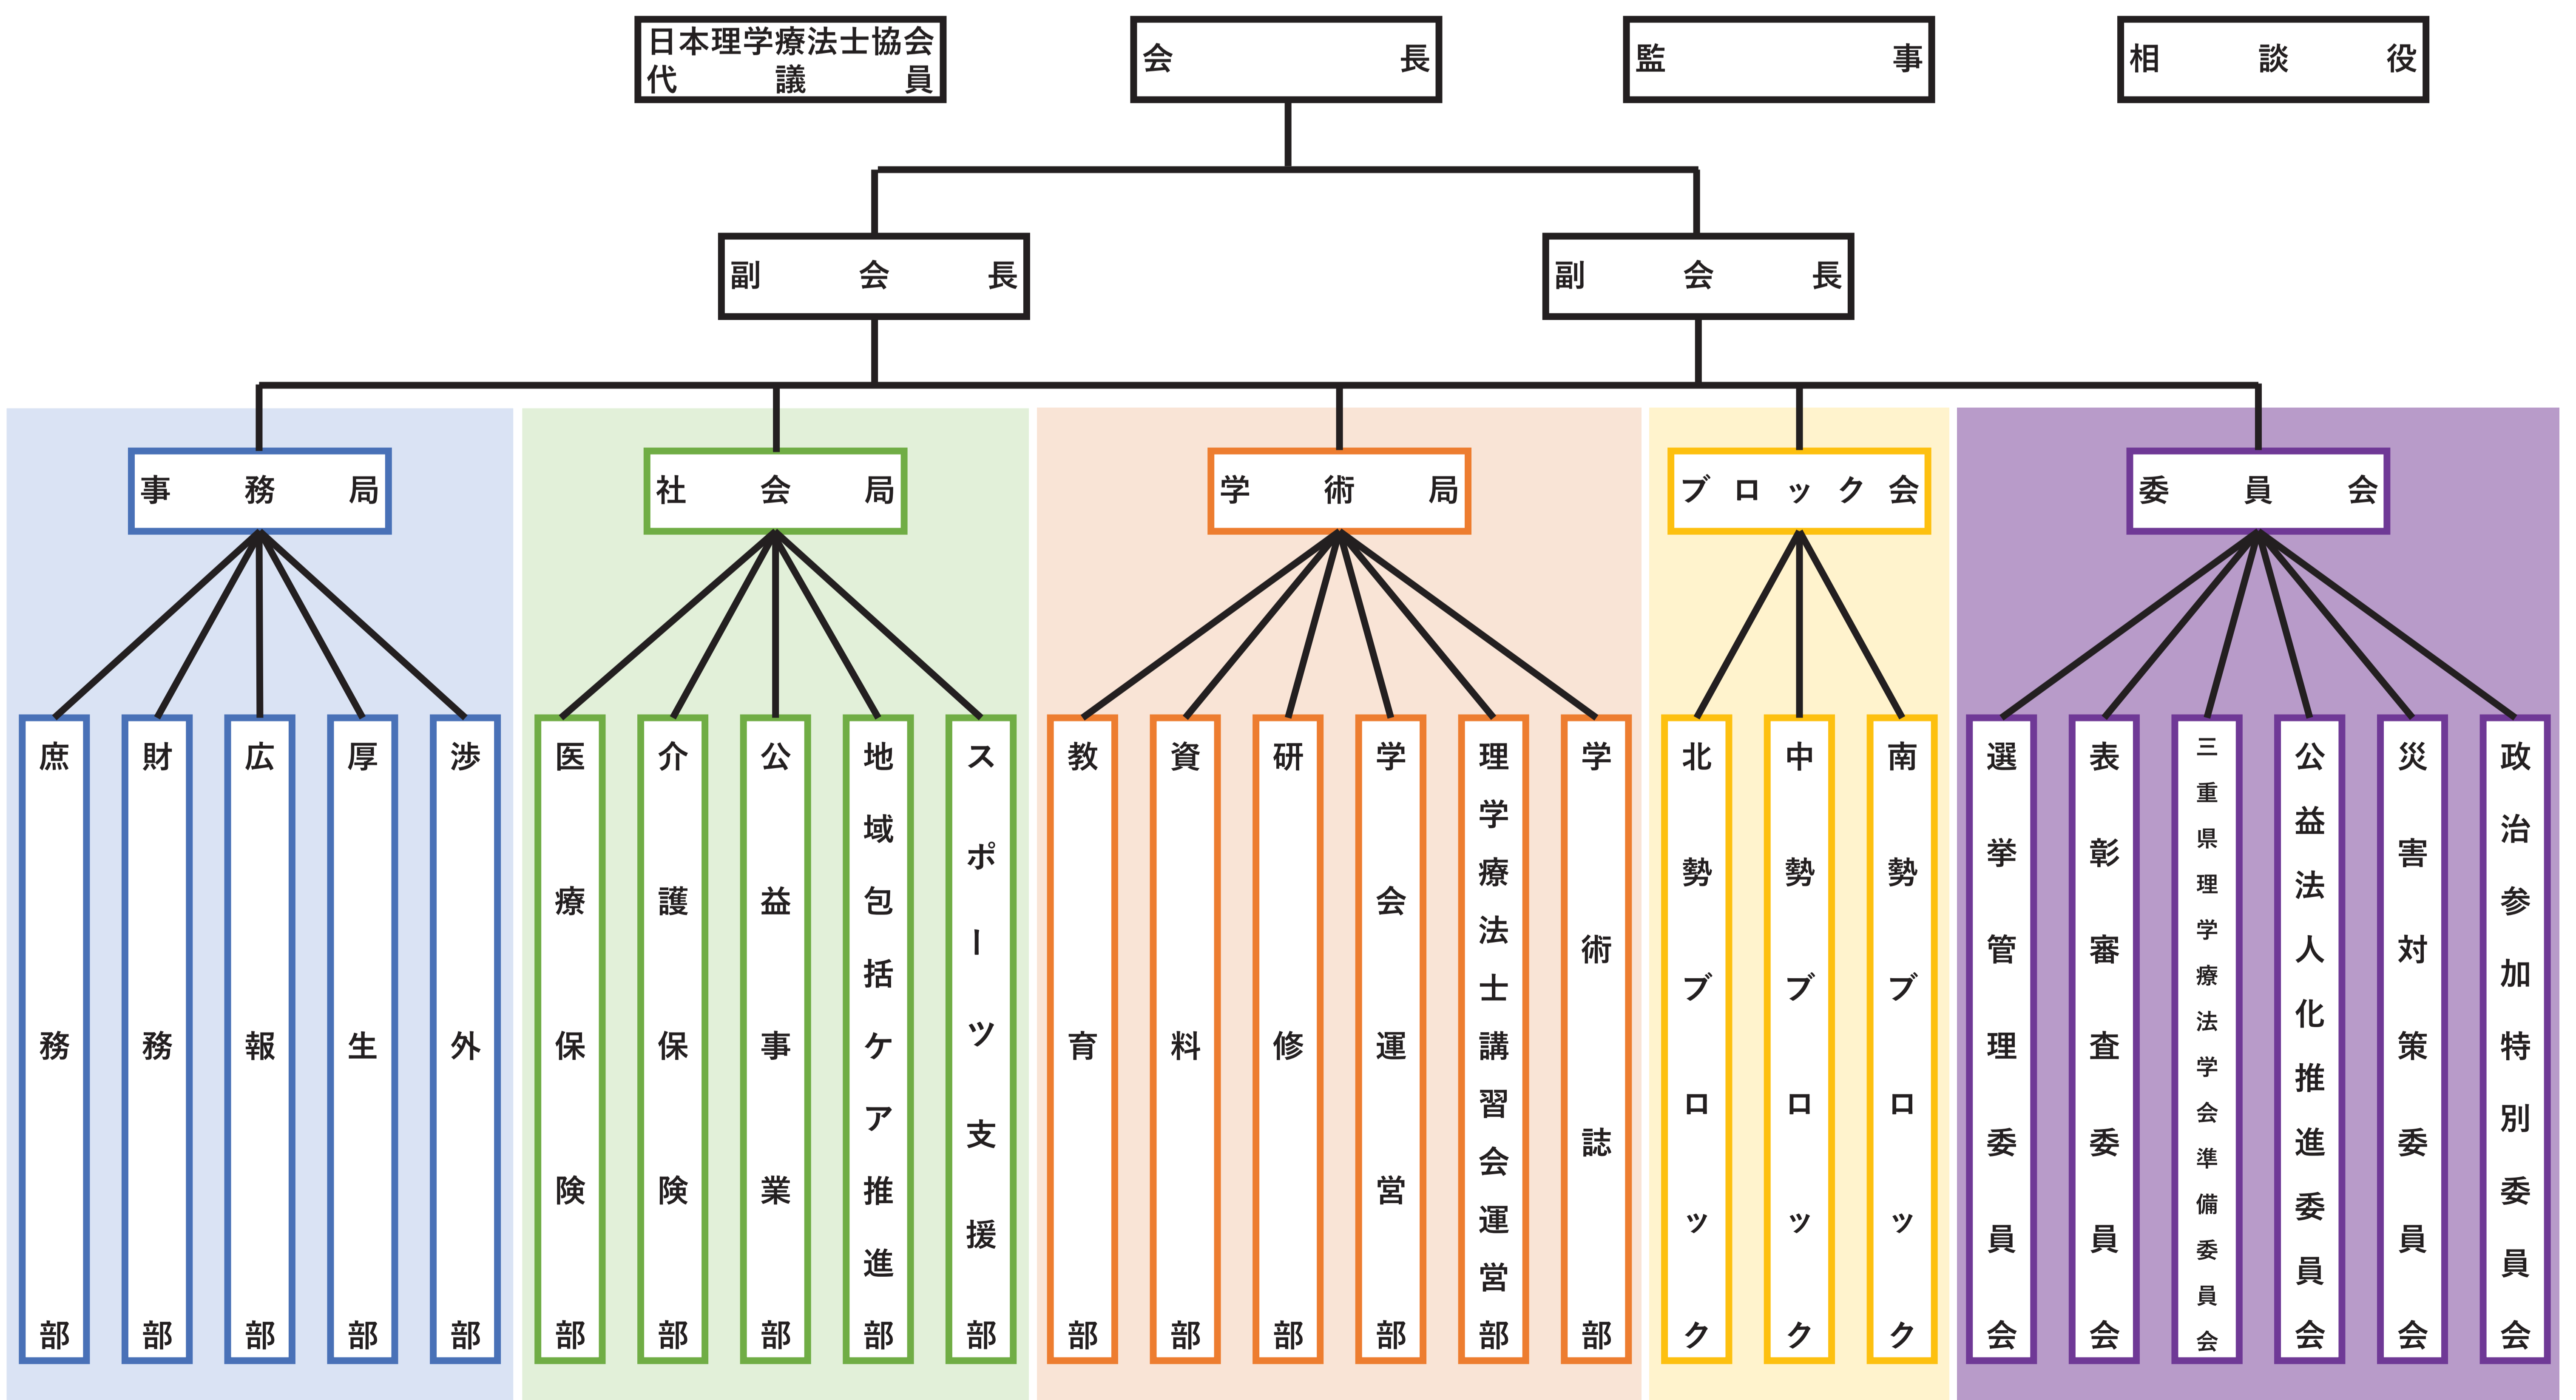 日本理学療法士協会
代議員
会長
監事
相談役
副会長
副会長
事務局
社会局
学術局
ブロック会
委員会
庶務部
財務部
広報部
厚生部
渉外部
医療保険部
介護保険部
公益事業部
地域包括ケア推進部
スポーツ支援部
教育部
資料部
研修部
学会運営部
理学療法士講習会運営部
学術誌部
北勢ブロック
中勢ブロック
南勢ブロック
選挙管理委員会
表彰審査委員会
三重県理学療法学会準備委員会
公益法人化推進委員会
災害対策委員会
政治参加特別委員会